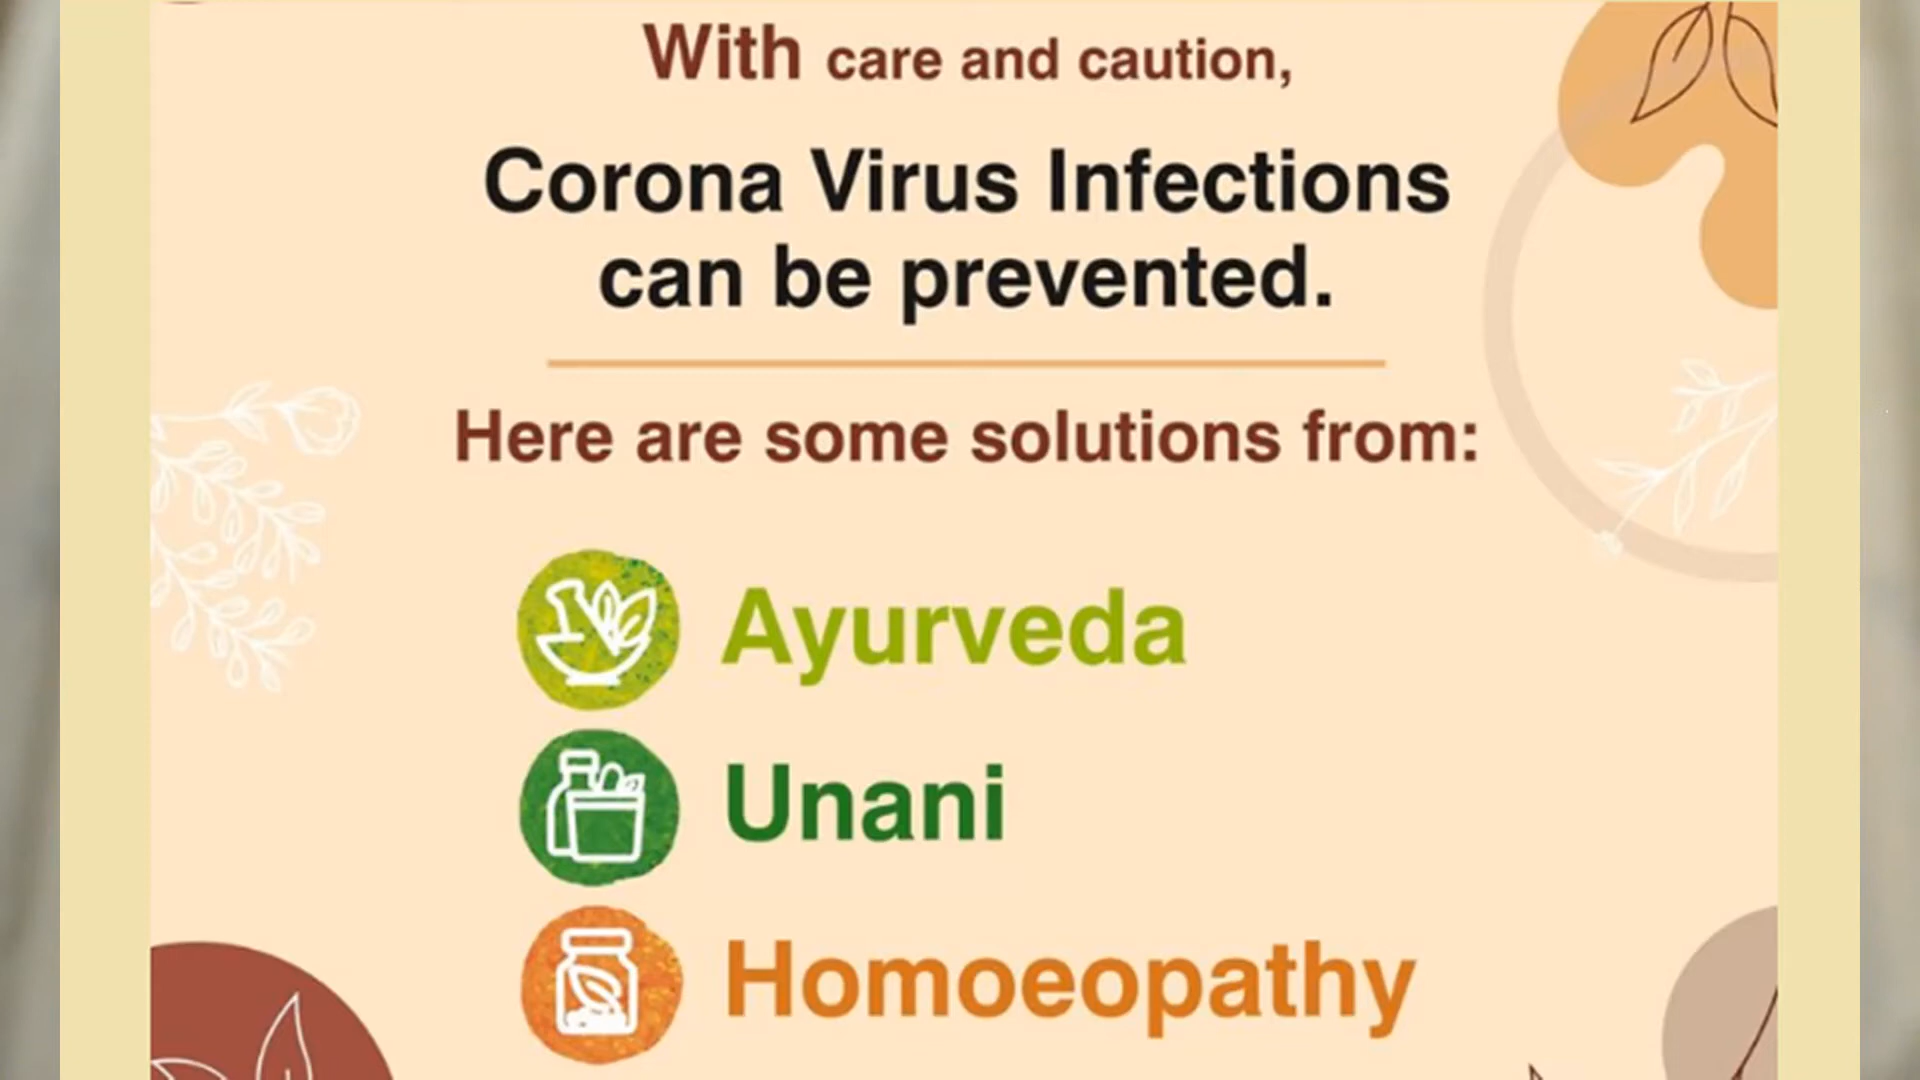 With care and caution,
Corona Virus Infections
can be prevented.
Here are some solutions from:
Ayurveda
Unani
Homoeopathy